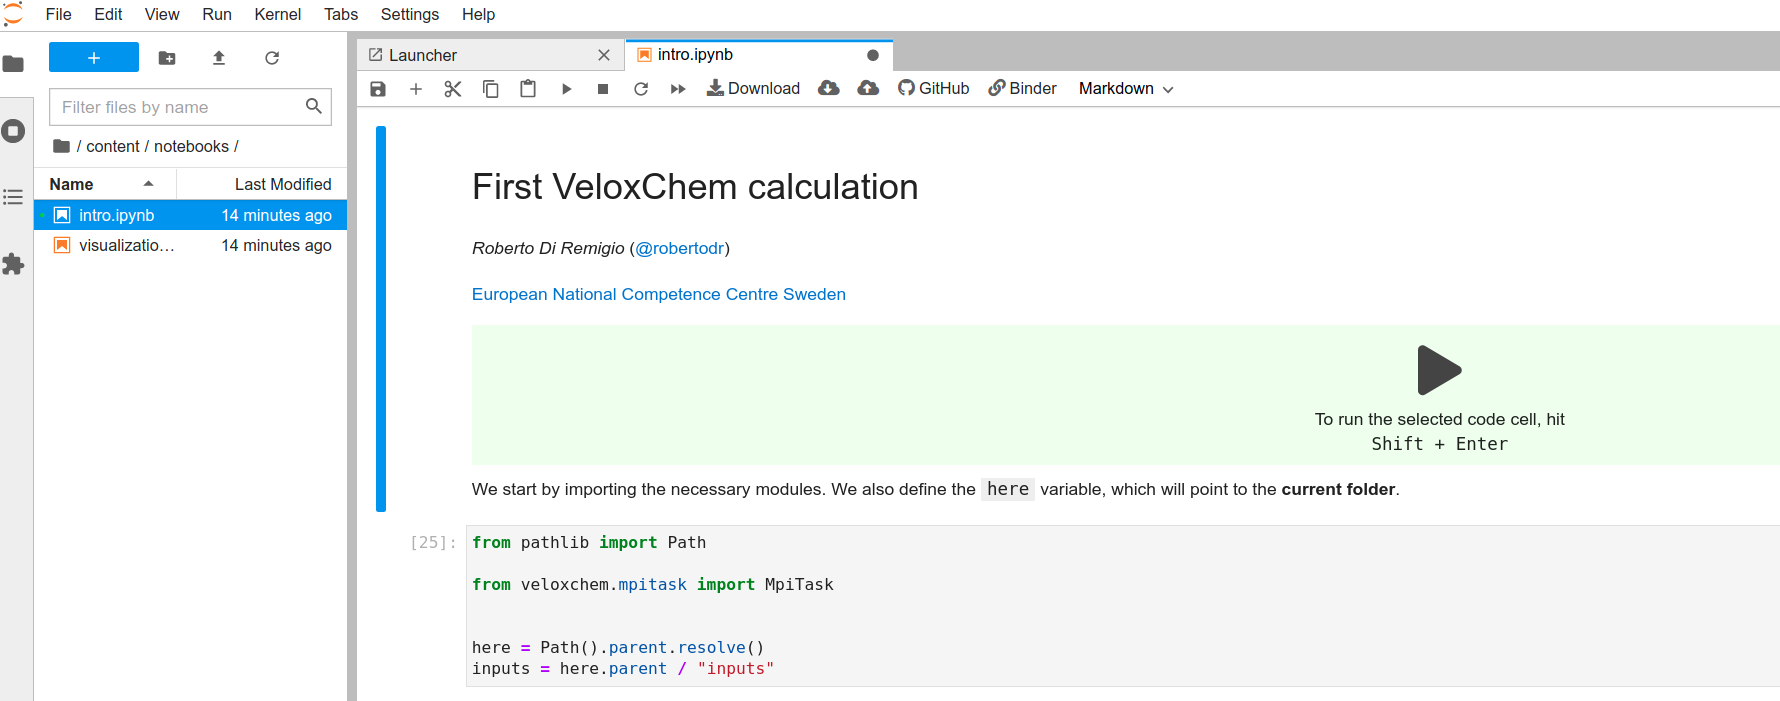 File Edit View Run Kernel Tabs Settings Help
+
Filter files by name
/ content / notebooks /
Name Last Modified
intro.ipynb 14 minutes ago
visualizatio… 14 minutes ago
Launcher intro.ipynb
Download GitHub Binder Markdown
First VeloxChem calculation
Roberto Di Remigio (@robertodr)
European National Competence Centre Sweden
To run the selected code cell, hit
Shift + Enter
We start by importing the necessary modules. We also define the here variable, which will point to the current folder.
[25]: from pathlib import Path
from veloxchem.mpitask import MpiTask
here = Path().parent.resolve()
inputs = here.parent / "inputs"